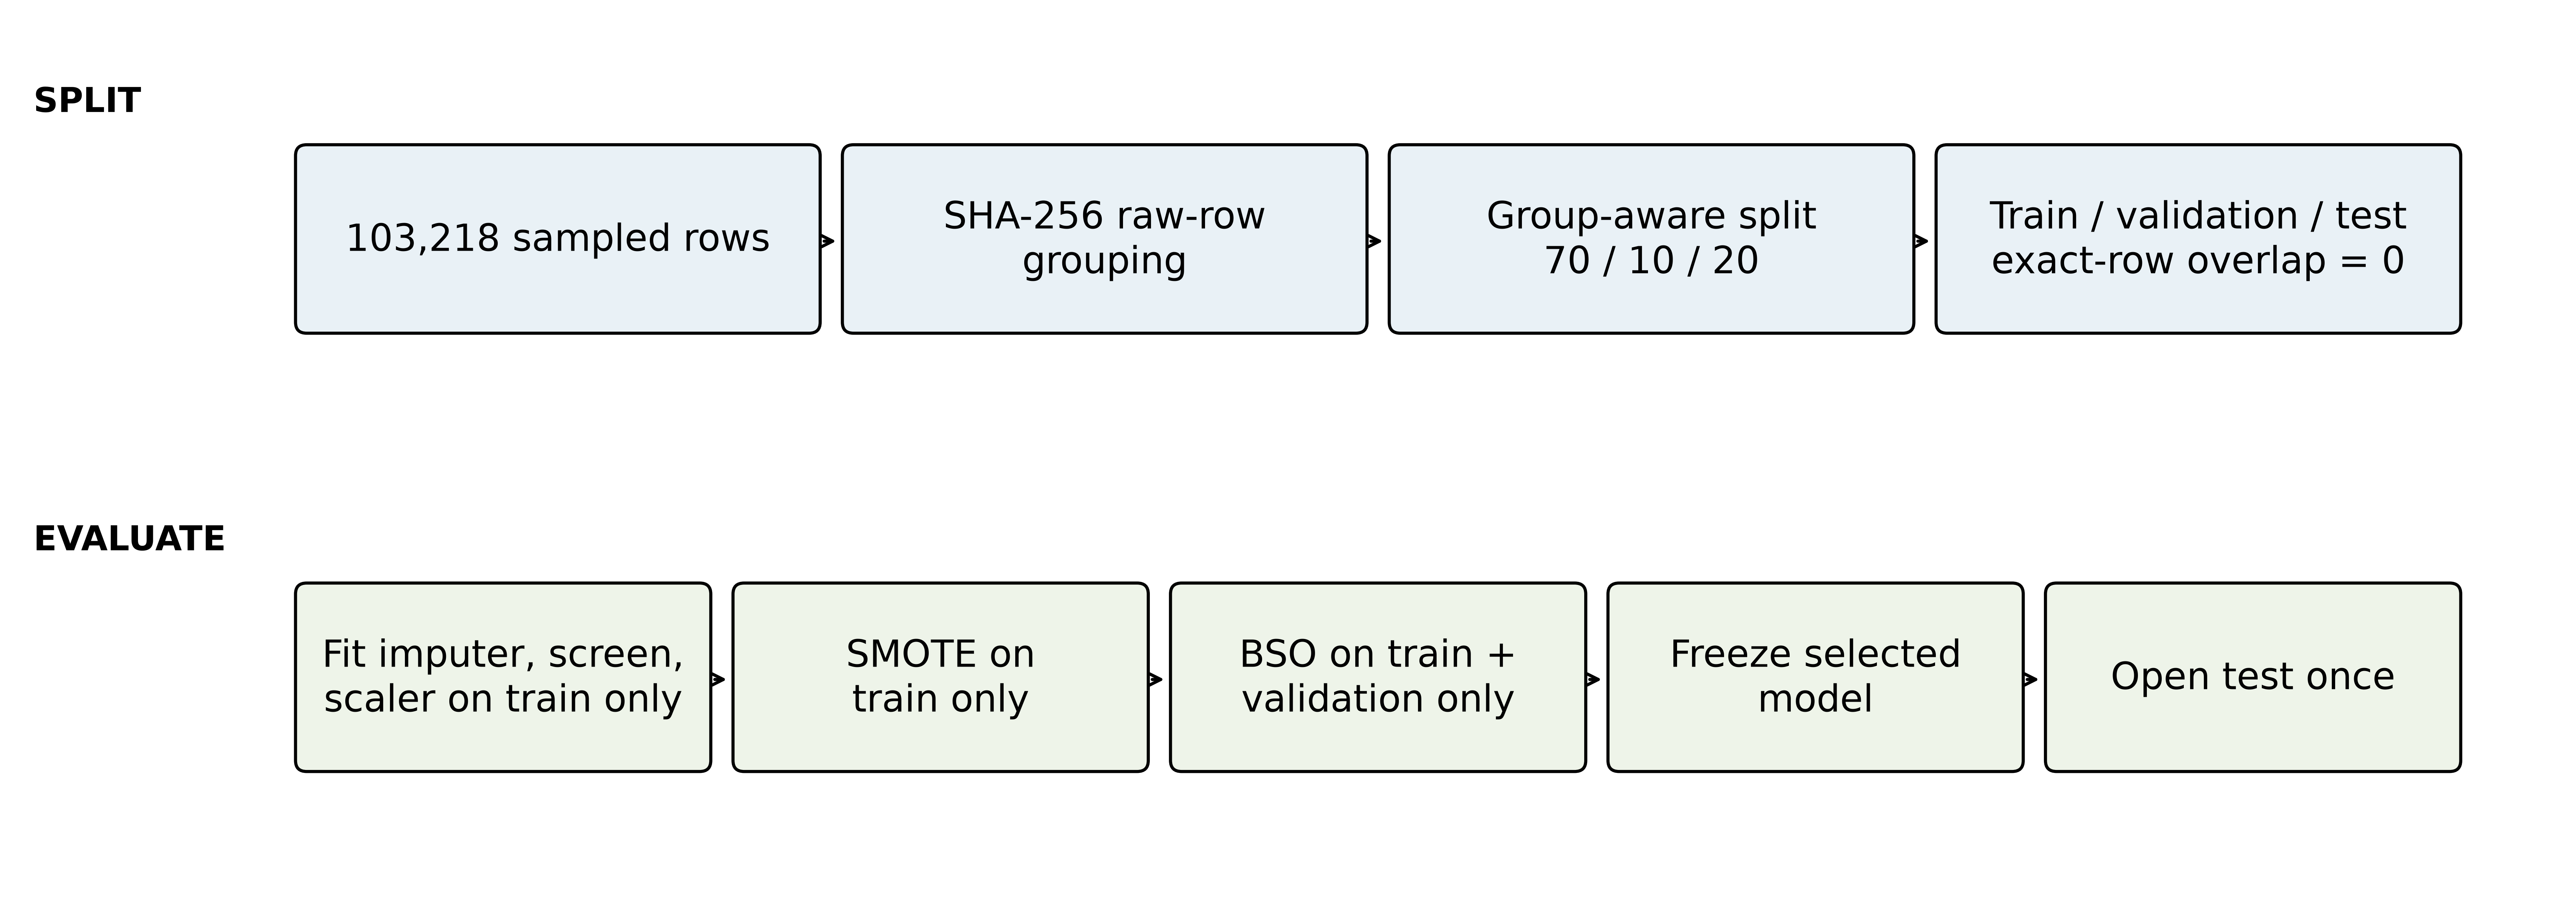 SPLIT
103,218 sampled rows
SHA-256 raw-row
grouping
Group-aware split
70 / 10 / 20
Train / validation / test
exact-row overlap = 0
EVALUATE
Fit imputer, screen,
scaler on train only
SMOTE on
train only
BSO on train +
validation only
Freeze selected
model
Open test once